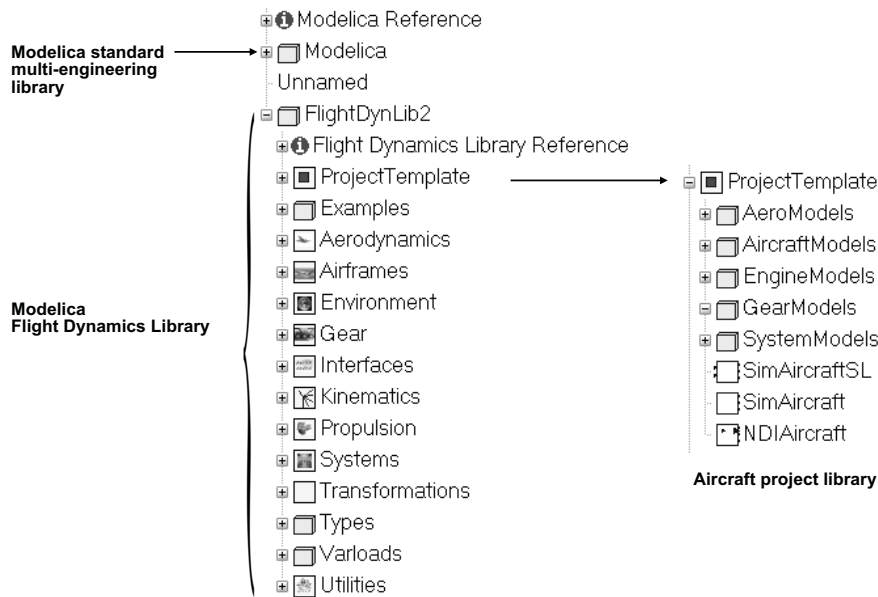 Modelica Reference
Modelica standard
multi-engineering
library
Modelica
Unnamed
FlightDynLib2
Flight Dynamics Library Reference
ProjectTemplate
Examples
Aerodynamics
Airframes
Environment
Gear
Interfaces
Kinematics
Propulsion
Systems
Transformations
Types
Varloads
Utilities
Modelica
Flight Dynamics Library
ProjectTemplate
AeroModels
AircraftModels
EngineModels
GearModels
SystemModels
SimAircraftSL
SimAircraft
NDIAircraft
Aircraft project library